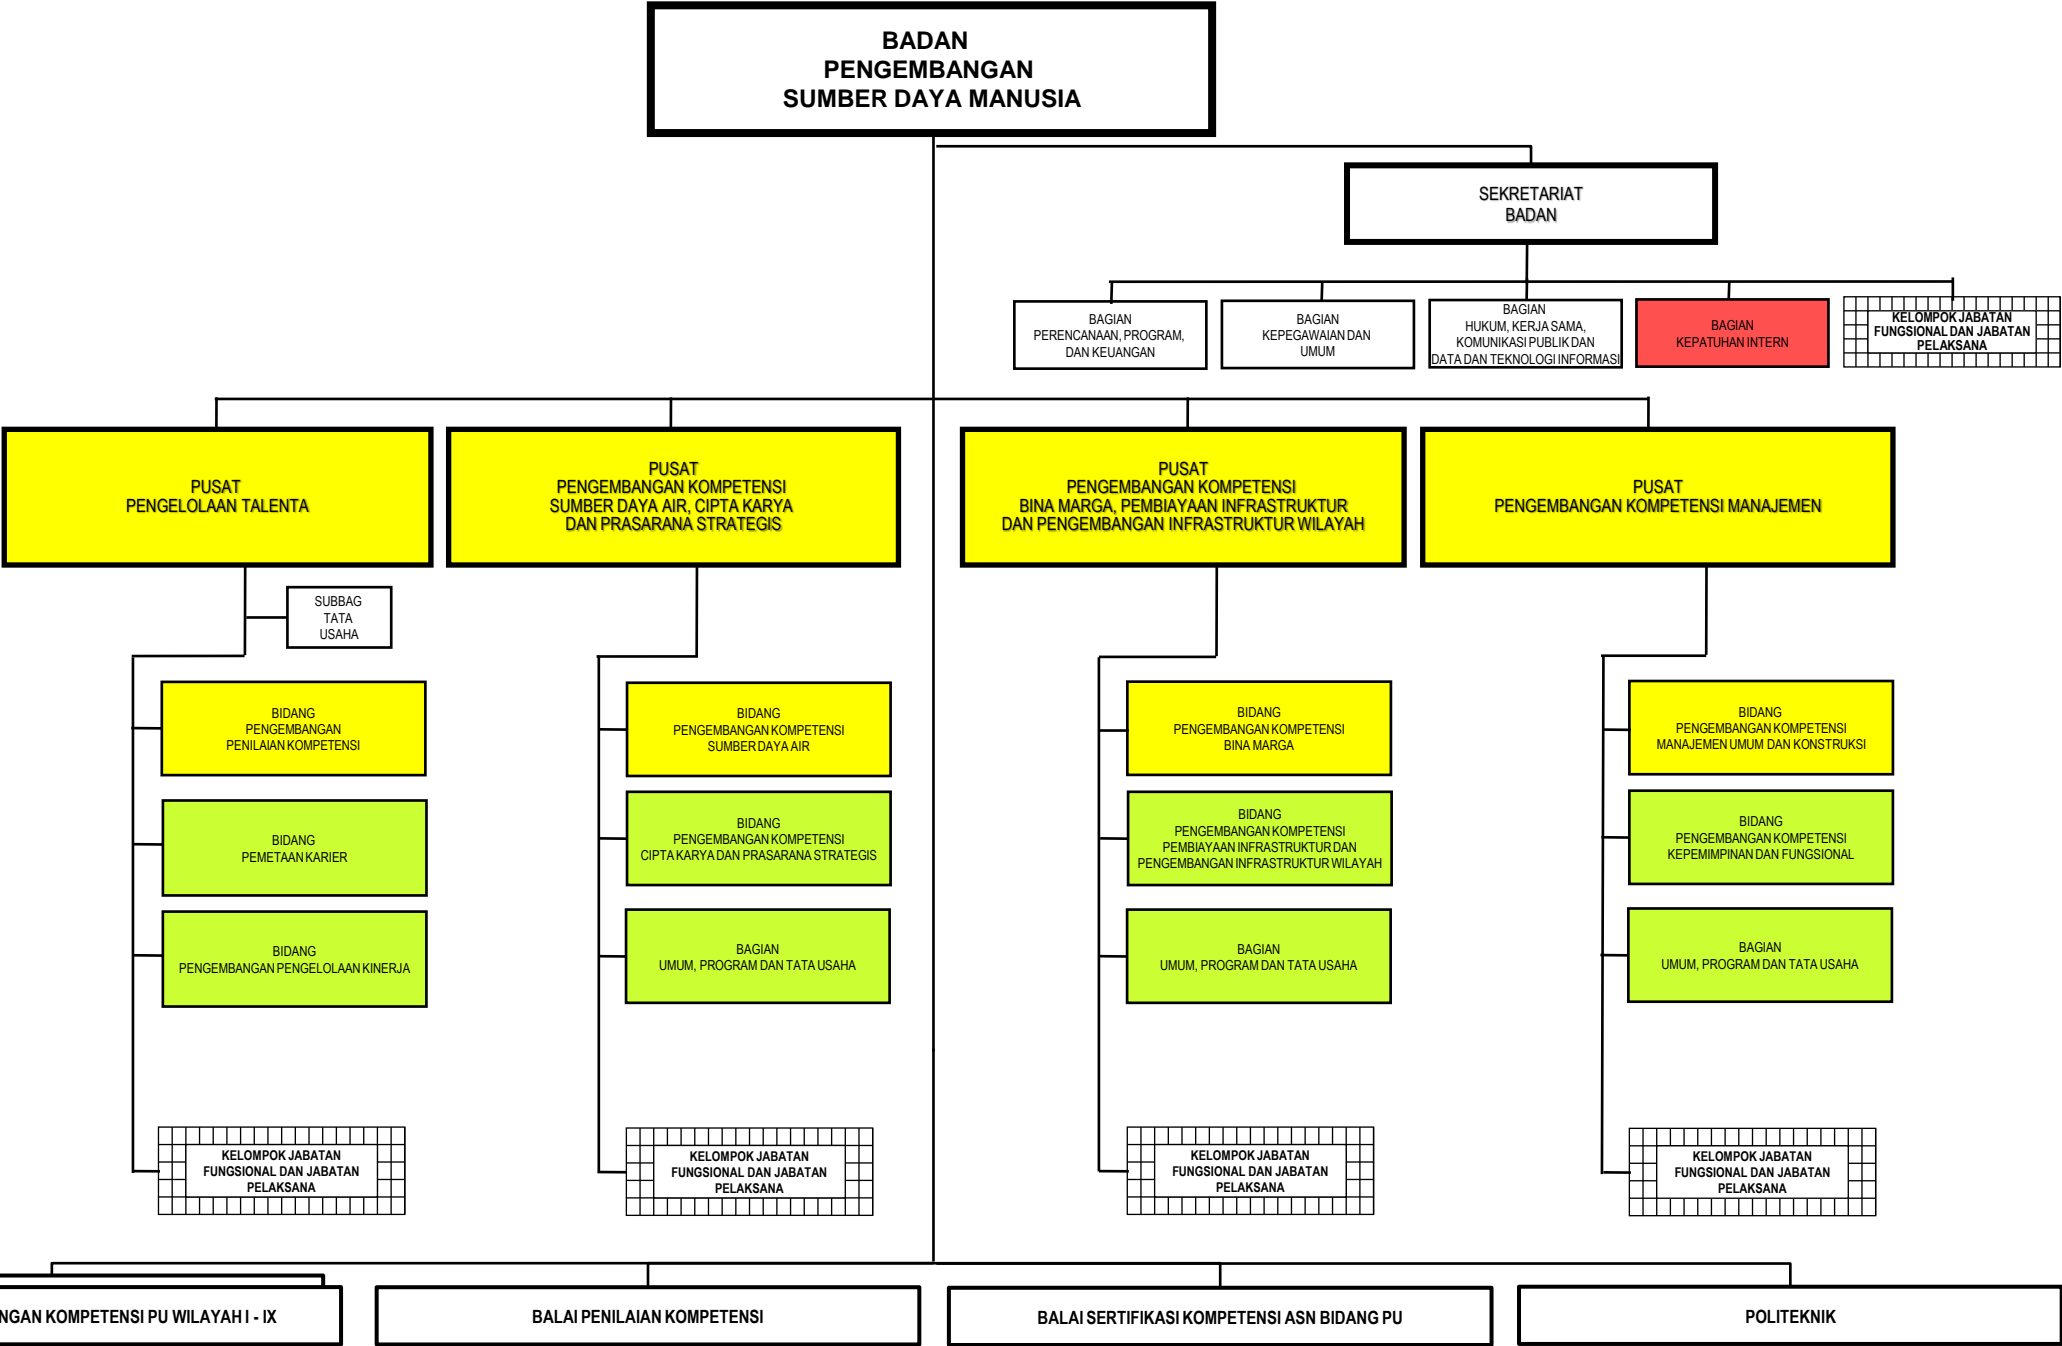 BADAN
PENGEMBANGAN
SUMBER DAYA MANUSIA
SEKRETARIAT
BADAN
BAGIAN
PERENCANAAN, PROGRAM,
DAN KEUANGAN
BAGIAN
KEPEGAWAIAN DAN
UMUM
BAGIAN
HUKUM, KERJA SAMA,
KOMUNIKASI PUBLIK DAN
DATA DAN TEKNOLOGI INFORMASI
BAGIAN
KEPATUHAN INTERN
KELOMPOK JABATAN
FUNGSIONAL DAN JABATAN
PELAKSANA
PUSAT
PENGELOLAAN TALENTA
PUSAT
PENGEMBANGAN KOMPETENSI
SUMBER DAYA AIR, CIPTA KARYA
DAN PRASARANA STRATEGIS
PUSAT
PENGEMBANGAN KOMPETENSI
BINA MARGA, PEMBIAYAAN INFRASTRUKTUR
DAN PENGEMBANGAN INFRASTRUKTUR WILAYAH
PUSAT
PENGEMBANGAN KOMPETENSI MANAJEMEN
SUBBAG
TATA
USAHA
BIDANG
PENGEMBANGAN
PENILAIAN KOMPETENSI
BIDANG
PENGEMBANGAN KOMPETENSI
SUMBER DAYA AIR
BIDANG
PENGEMBANGAN KOMPETENSI
BINA MARGA
BIDANG
PENGEMBANGAN KOMPETENSI
MANAJEMEN UMUM DAN KONSTRUKSI
BIDANG
PEMETAAN KARIER
BIDANG
PENGEMBANGAN KOMPETENSI
CIPTA KARYA DAN PRASARANA STRATEGIS
BIDANG
PENGEMBANGAN KOMPETENSI
PEMBIAYAAN INFRASTRUKTUR DAN
PENGEMBANGAN INFRASTRUKTUR WILAYAH
BIDANG
PENGEMBANGAN KOMPETENSI
KEPEMIMPINAN DAN FUNGSIONAL
BIDANG
PENGEMBANGAN PENGELOLAAN KINERJA
BAGIAN
UMUM, PROGRAM DAN TATA USAHA
BAGIAN
UMUM, PROGRAM DAN TATA USAHA
BAGIAN
UMUM, PROGRAM DAN TATA USAHA
KELOMPOK JABATAN
FUNGSIONAL DAN JABATAN
PELAKSANA
KELOMPOK JABATAN
FUNGSIONAL DAN JABATAN
PELAKSANA
KELOMPOK JABATAN
FUNGSIONAL DAN JABATAN
PELAKSANA
KELOMPOK JABATAN
FUNGSIONAL DAN JABATAN
PELAKSANA
NGAN KOMPETENSI PU WILAYAH I - IX
BALAI PENILAIAN KOMPETENSI
BALAI SERTIFIKASI KOMPETENSI ASN BIDANG PU
POLITEKNIK